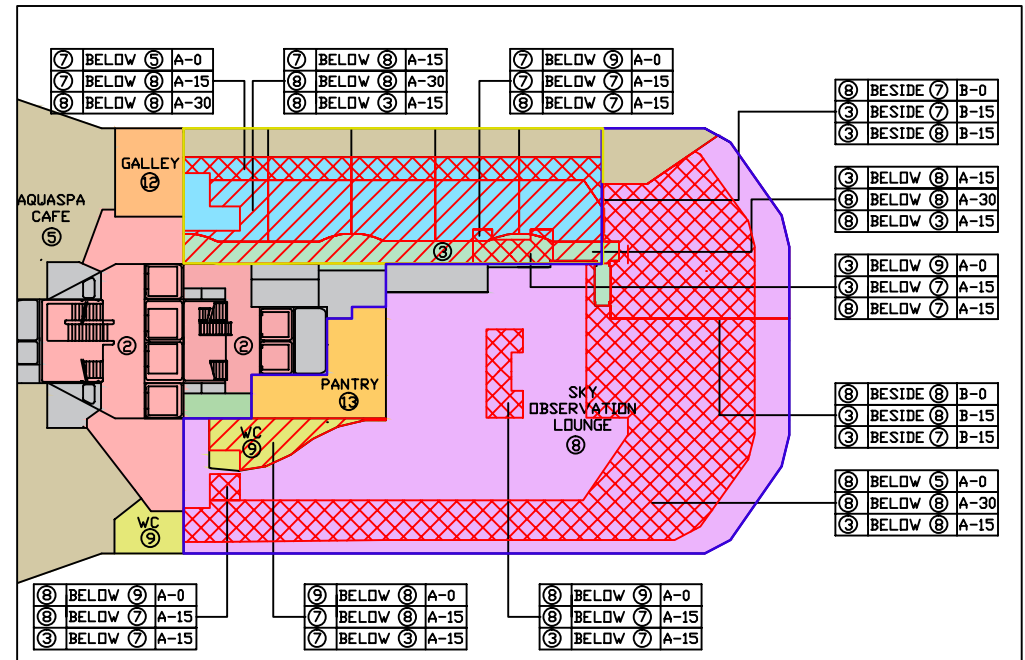 ⑦ BELOW ⑤ A-0
⑦ BELOW ⑧ A-15
⑧ BELOW ⑧ A-30
⑦ BELOW ⑧ A-15
⑧ BELOW ⑧ A-30
⑧ BELOW ③ A-15
⑦ BELOW ⑨ A-0
⑦ BELOW ⑦ A-15
⑧ BELOW ⑦ A-15
⑧ BESIDE ⑦ B-0
③ BESIDE ⑦ B-15
③ BESIDE ⑧ B-15
③ BELOW ⑧ A-15
⑧ BELOW ⑧ A-30
⑧ BELOW ③ A-15
③ BELOW ⑨ A-0
③ BELOW ⑦ A-15
⑧ BELOW ⑦ A-15
⑧ BESIDE ⑧ B-0
③ BESIDE ⑧ B-15
③ BESIDE ⑦ B-15
⑧ BELOW ⑤ A-0
⑧ BELOW ⑧ A-30
③ BELOW ⑧ A-15
GALLEY
⑫
AQUASPA
CAFE
⑤
③
②
②
PANTRY
⑬
SKY
OBSERVATION
LOUNGE
⑧
WC
⑨
WC
⑨
⑧ BELOW ⑨ A-0
⑧ BELOW ⑦ A-15
③ BELOW ⑦ A-15
⑨ BELOW ⑧ A-0
⑦ BELOW ⑧ A-15
⑦ BELOW ③ A-15
⑧ BELOW ⑨ A-0
⑧ BELOW ⑦ A-15
③ BELOW ⑦ A-15